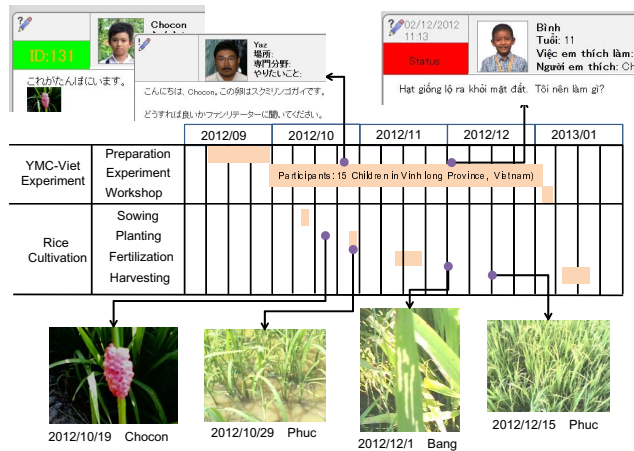 Chocon
ID:131
これがたんぼにいます。
Yaz
場所:
専門分野:
やりたいこと:
こんにちは, Chocon。この卵はスクミリンゴガイです。
どうすれば良いかファシリテーターに聞いてください。
02/12/2012
11:13
Status
Bình
Tuổi: 11
Việc em thích làm:
Người em thích: Ch
Hạt giống lộ ra khỏi mặt đất. Tôi nên làm gì?
2012/09 2012/10 2012/11 2012/12 2013/01
YMC-Viet
Experiment
Preparation
Experiment
Workshop
Participants: 15 Children in Vinh long Province, Vietnam)
Rice
Cultivation
Sowing
Planting
Fertilization
Harvesting
2012/10/19 Chocon
2012/10/29 Phuc
2012/12/1 Bang
2012/12/15 Phuc